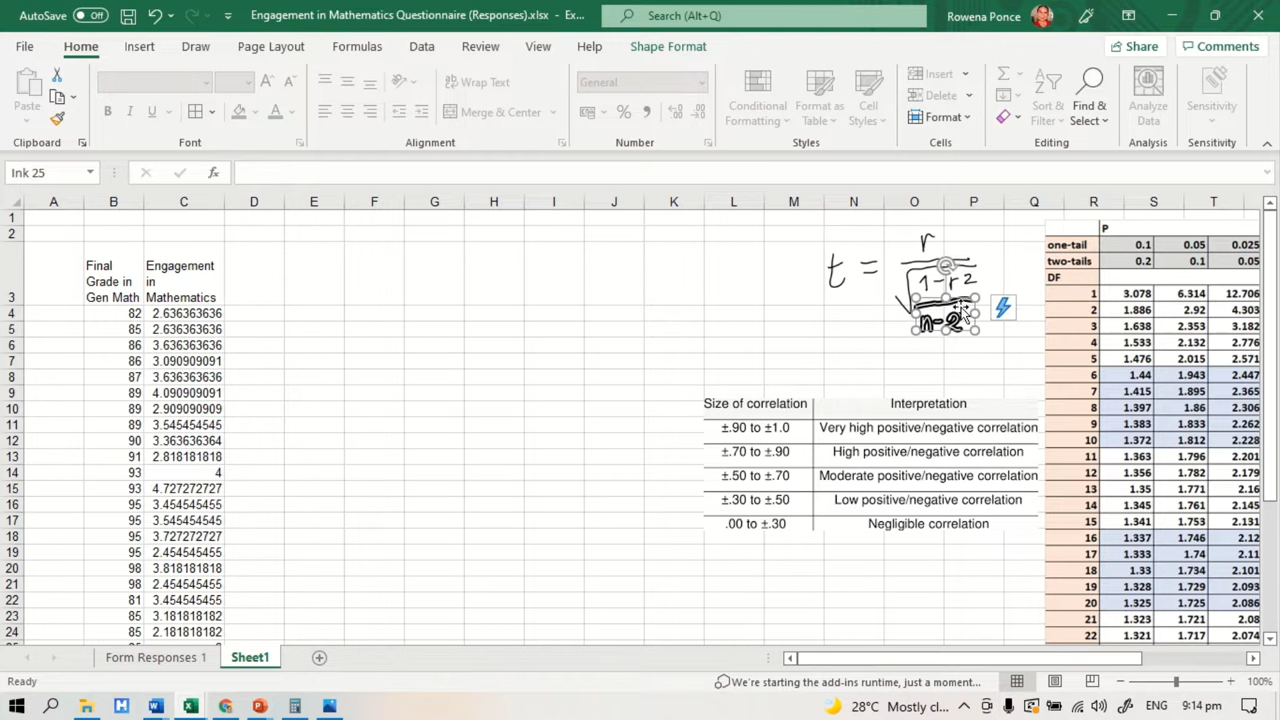 AutoSave Off Engagement in Mathematics Questionnaire (Responses).xlsx - Ex... Search (Alt+Q) Rowena Ponce
File Home Insert Draw Page Layout Formulas Data Review View Help Shape Format Share Comments
Paste B I U Wrap Text Merge & Center General Conditional Formatting Format as Table Cell Styles Insert Delete Format Sort & Filter Find & Select Analyze Data Sensitivity
Clipboard Font Alignment Number Styles Cells Editing Analysis Sensitivity
Ink 25 fx
A B C D E F G H I J K L M N O P Q R S T
1 P
2 one-tail 0.1 0.05 0.025
two-tails 0.2 0.1 0.05
DF
3 Final Grade in Gen Math Engagement in Mathematics
t = r
1-r2
n-2
1 3.078 6.314 12.706
4 82 2.636363636 2 1.886 2.92 4.303
5 85 2.636363636 3 1.638 2.353 3.182
6 86 3.636363636 4 1.533 2.132 2.776
7 86 3.090909091 5 1.476 2.015 2.571
8 87 3.636363636 6 1.44 1.943 2.447
9 89 4.090909091 7 1.415 1.895 2.365
10 89 2.909090909 Size of correlation Interpretation 8 1.397 1.86 2.306
11 89 3.545454545 ±.90 to ±1.0 Very high positive/negative correlation 9 1.383 1.833 2.262
12 90 3.363636364 10 1.372 1.812 2.228
13 91 2.818181818 ±.70 to ±.90 High positive/negative correlation 11 1.363 1.796 2.201
14 93 4 ±.50 to ±.70 Moderate positive/negative correlation 12 1.356 1.782 2.179
15 93 4.727272727 13 1.35 1.771 2.16
16 95 3.454545455 ±.30 to ±.50 Low positive/negative correlation 14 1.345 1.761 2.145
17 95 3.545454545 .00 to ±.30 Negligible correlation 15 1.341 1.753 2.131
18 95 3.727272727 16 1.337 1.746 2.12
19 95 2.454545455 17 1.333 1.74 2.11
20 98 3.818181818 18 1.33 1.734 2.101
21 98 2.454545455 19 1.328 1.729 2.093
22 81 3.454545455 20 1.325 1.725 2.086
23 85 3.181818182 21 1.323 1.721 2.08
24 85 2.181818182 22 1.321 1.717 2.074
Form Responses 1 Sheet1
Ready We're starting the add-ins runtime, just a moment... 100%
28°C Mostly cl... ENG 9:14 pm